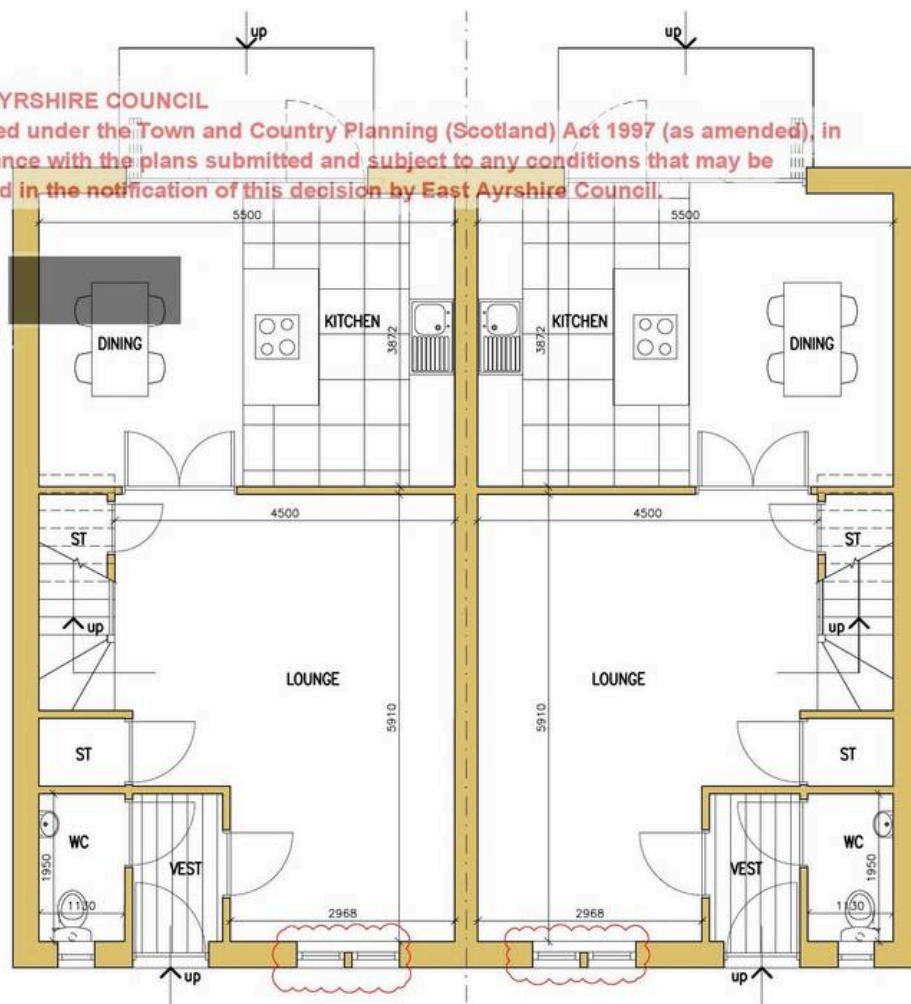 up up
YRSHIRE COUNCIL
ed under the Town and Country Planning (Scotland) Act 1997 (as amended), in
ance with the plans submitted and subject to any conditions that may be
d in the notification of this decision by East Ayrshire Council.
5500 5500
KITCHEN KITCHEN
3872 3872
DINING DINING
4500 4500
ST ST
up up
LOUNGE LOUNGE
5910 5910
ST ST
WC WC
VEST VEST
1950 1950
1130 1130
2968 2968
up up